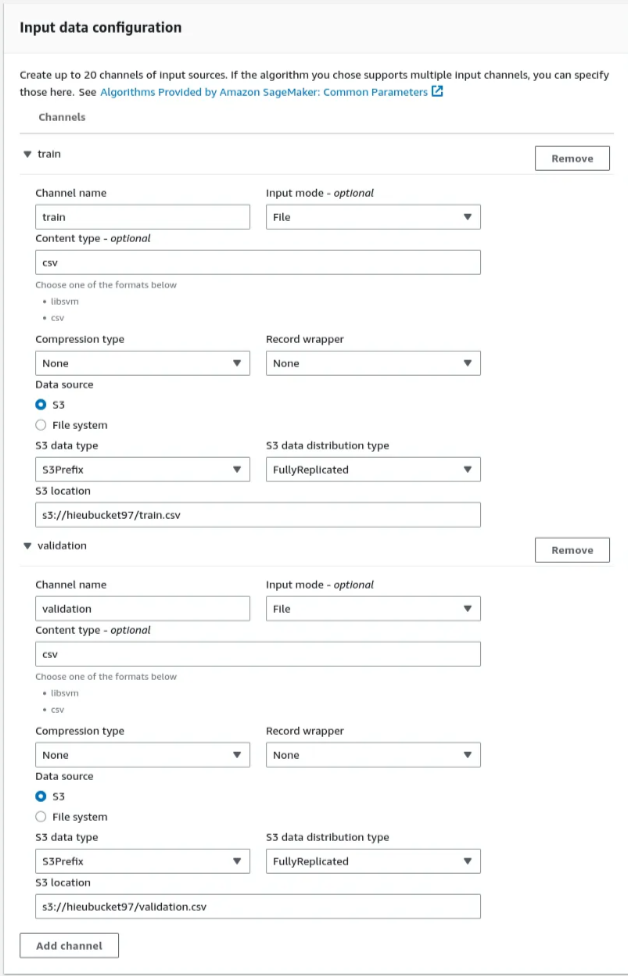 Input data configuration
Create up to 20 channels of input sources. If the algorithm you chose supports multiple input channels, you can specify
those here. See Algorithms Provided by Amazon SageMaker: Common Parameters
Channels
train
Remove
Channel name
Input mode - optional
train
File
Content type - optional
csv
Choose one of the formats below
• libsvm
• csv
Compression type
Record wrapper
None
None
Data source
S3
File system
S3 data type
S3 data distribution type
S3Prefix
FullyReplicated
S3 location
s3://hieubucket97/train.csv
validation
Remove
Channel name
Input mode - optional
validation
File
Content type - optional
csv
Choose one of the formats below
• libsvm
• csv
Compression type
Record wrapper
None
None
Data source
S3
File system
S3 data type
S3 data distribution type
S3Prefix
FullyReplicated
S3 location
s3://hieubucket97/validation.csv
Add channel